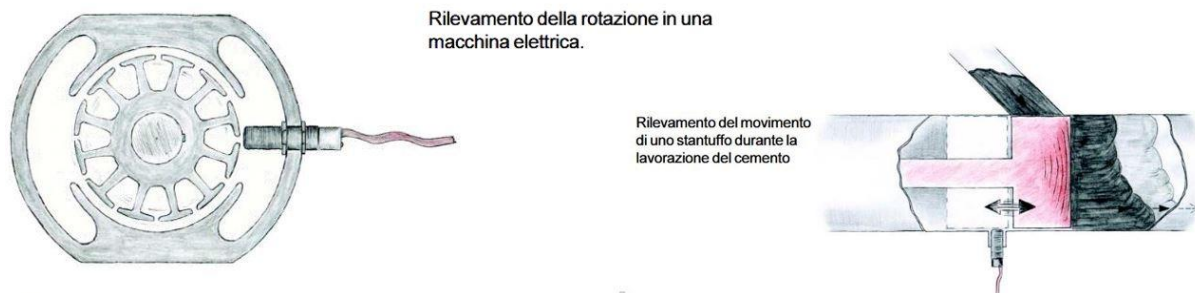 Rilevamento della rotazione in una
macchina elettrica.
Rilevamento del movimento
di uno stantuffo durante la
lavorazione del cemento